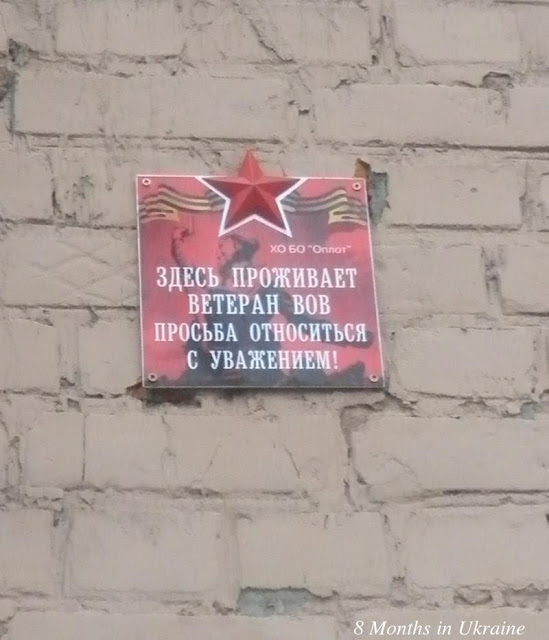 ХО БО "Оплот"
ЗДЕСЬ ПРОЖИВАЕТ
ВЕТЕРАН ВОВ
ПРОСЬБА ОТНОСИТЬСЯ
С УВАЖЕНИЕМ!
8 Months in Ukraine